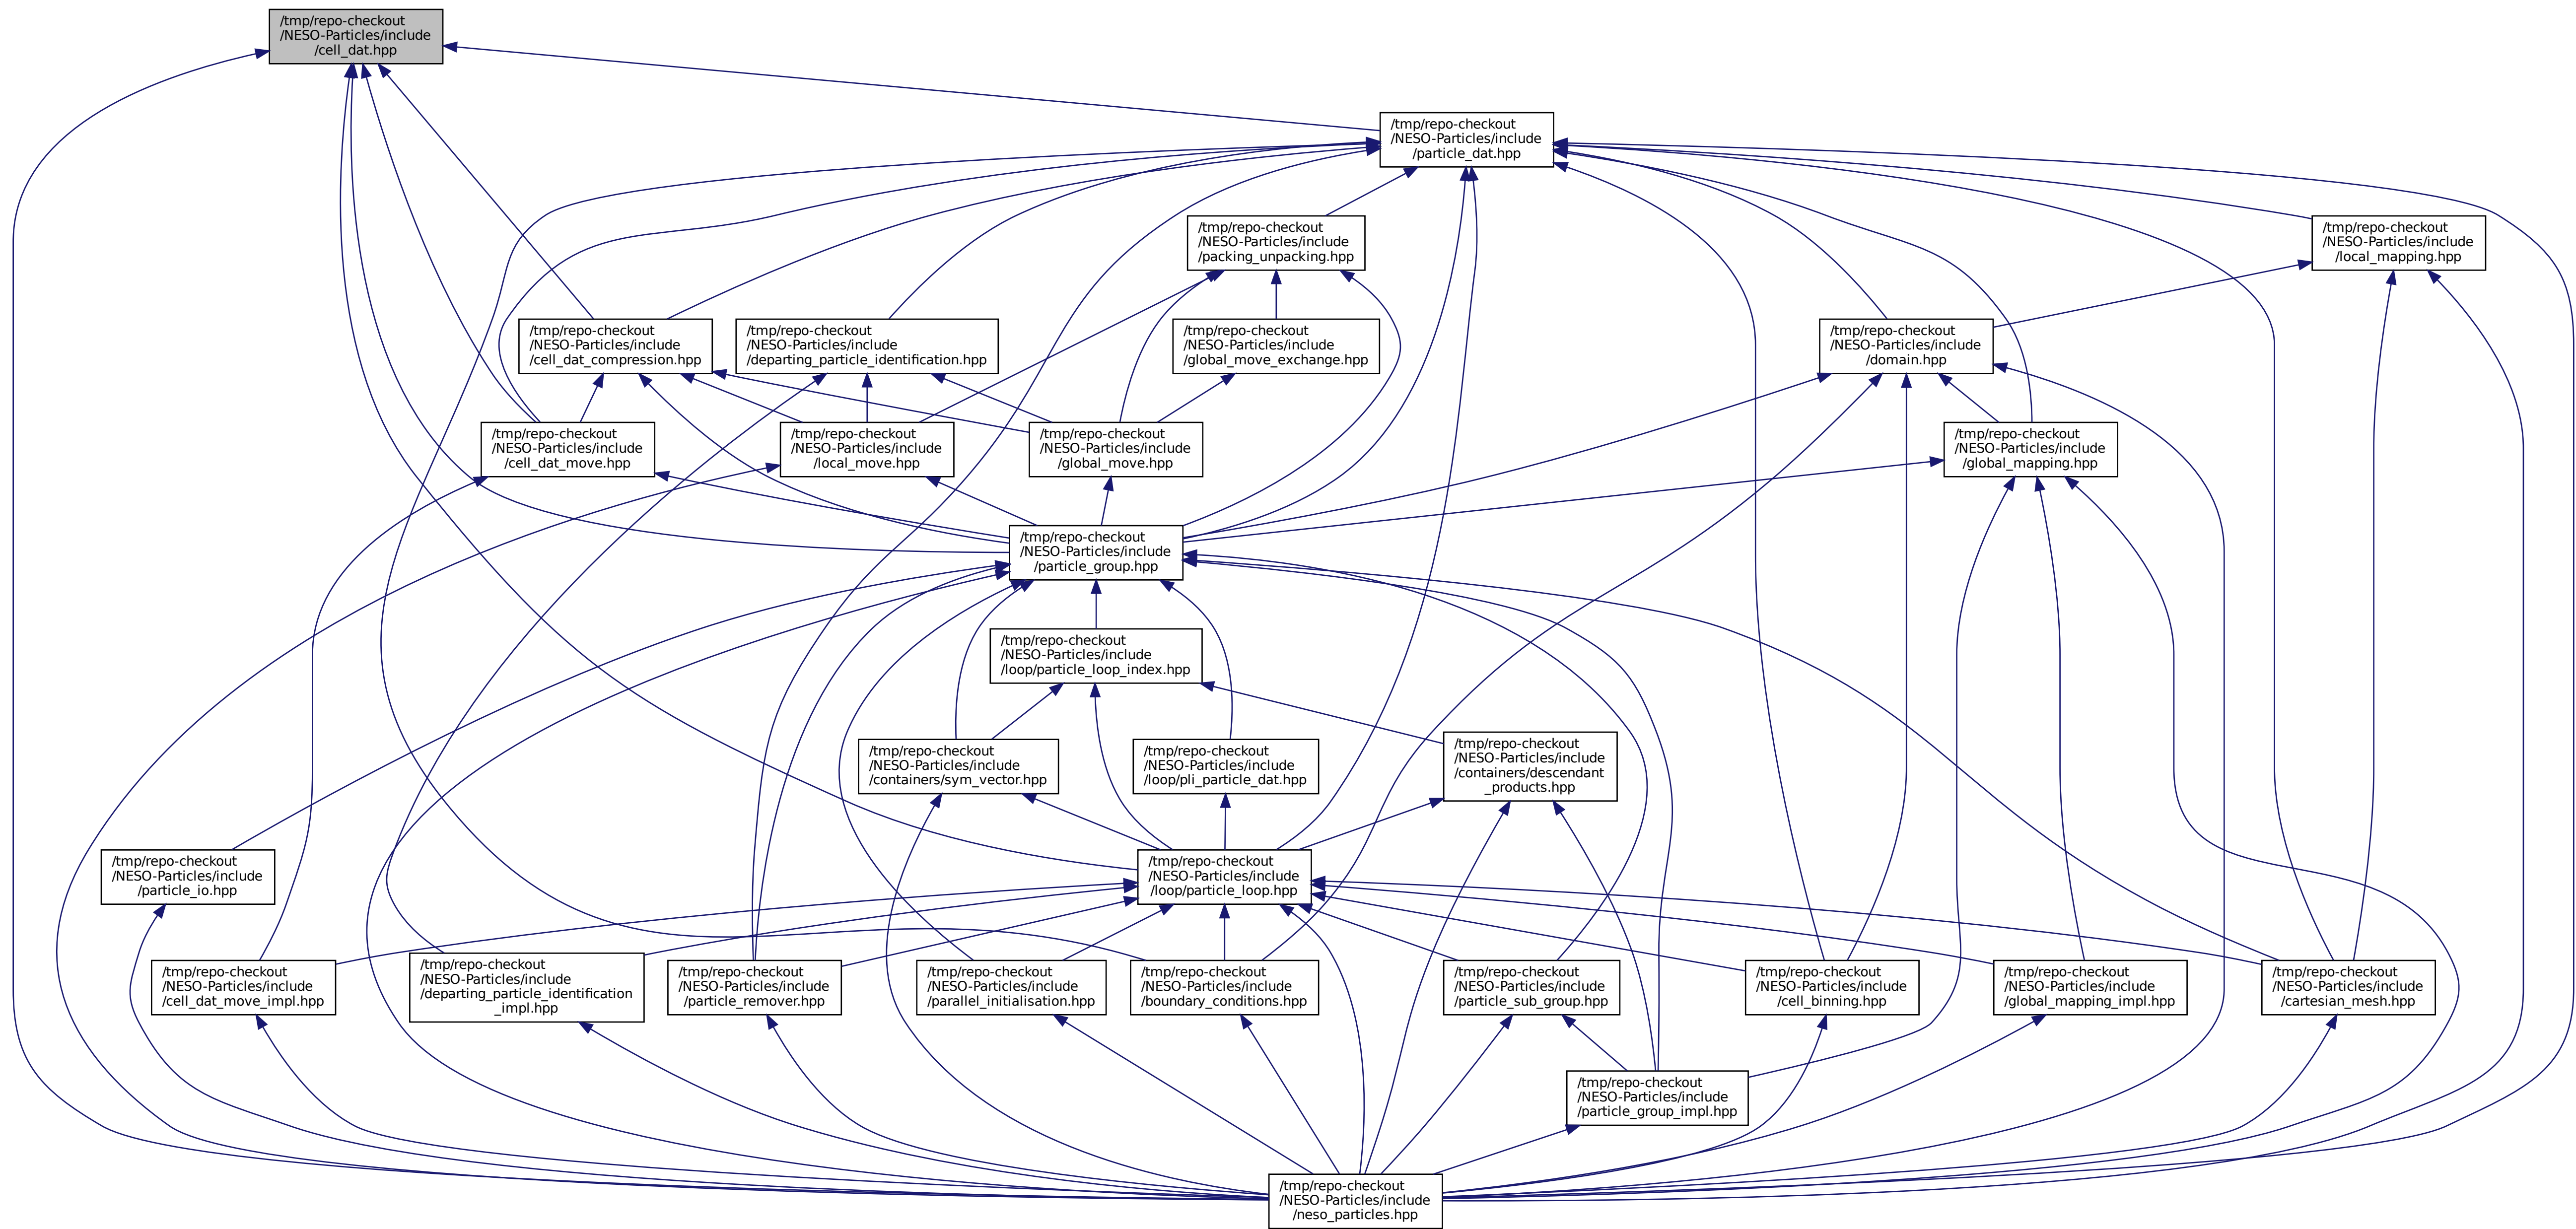 /tmp/repo-checkout
/NESO-Particles/include
/cell_dat.hpp
/tmp/repo-checkout
/NESO-Particles/include
/particle_dat.hpp
/tmp/repo-checkout
/NESO-Particles/include
/packing_unpacking.hpp
/tmp/repo-checkout
/NESO-Particles/include
/local_mapping.hpp
/tmp/repo-checkout
/NESO-Particles/include
/cell_dat_compression.hpp
/tmp/repo-checkout
/NESO-Particles/include
/departing_particle_identification.hpp
/tmp/repo-checkout
/NESO-Particles/include
/global_move_exchange.hpp
/tmp/repo-checkout
/NESO-Particles/include
/domain.hpp
/tmp/repo-checkout
/NESO-Particles/include
/cell_dat_move.hpp
/tmp/repo-checkout
/NESO-Particles/include
/local_move.hpp
/tmp/repo-checkout
/NESO-Particles/include
/global_move.hpp
/tmp/repo-checkout
/NESO-Particles/include
/global_mapping.hpp
/tmp/repo-checkout
/NESO-Particles/include
/particle_group.hpp
/tmp/repo-checkout
/NESO-Particles/include
/loop/particle_loop_index.hpp
/tmp/repo-checkout
/NESO-Particles/include
/containers/sym_vector.hpp
/tmp/repo-checkout
/NESO-Particles/include
/loop/pli_particle_dat.hpp
/tmp/repo-checkout
/NESO-Particles/include
/containers/descendant
_products.hpp
/tmp/repo-checkout
/NESO-Particles/include
/particle_io.hpp
/tmp/repo-checkout
/NESO-Particles/include
/loop/particle_loop.hpp
/tmp/repo-checkout
/NESO-Particles/include
/cell_dat_move_impl.hpp
/tmp/repo-checkout
/NESO-Particles/include
/departing_particle_identification
_impl.hpp
/tmp/repo-checkout
/NESO-Particles/include
/particle_remover.hpp
/tmp/repo-checkout
/NESO-Particles/include
/parallel_initialisation.hpp
/tmp/repo-checkout
/NESO-Particles/include
/boundary_conditions.hpp
/tmp/repo-checkout
/NESO-Particles/include
/particle_sub_group.hpp
/tmp/repo-checkout
/NESO-Particles/include
/cell_binning.hpp
/tmp/repo-checkout
/NESO-Particles/include
/global_mapping_impl.hpp
/tmp/repo-checkout
/NESO-Particles/include
/cartesian_mesh.hpp
/tmp/repo-checkout
/NESO-Particles/include
/particle_group_impl.hpp
/tmp/repo-checkout
/NESO-Particles/include
/neso_particles.hpp